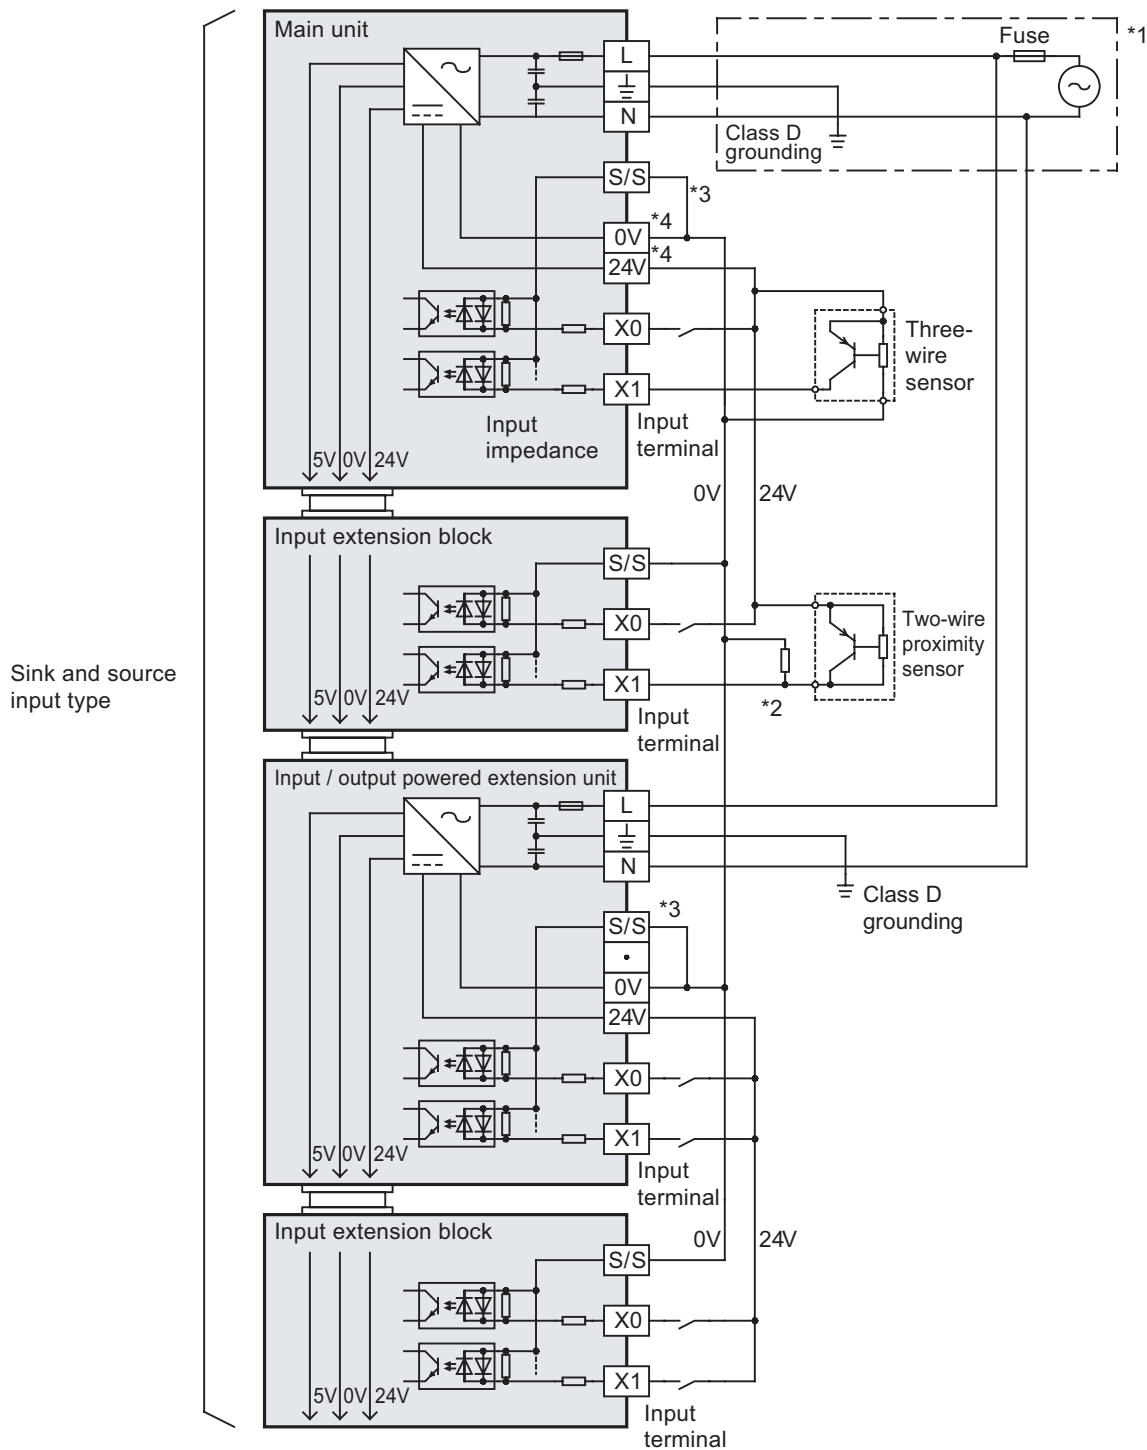 Main unit
Fuse
*1
L
N
Class D
grounding
S/S
*3
*4
0V
*4
24V
X0
Three-
wire
sensor
X1
Input
impedance
Input
terminal
5V 0V 24V
0V 24V
Input extension block
S/S
X0
Two-wire
proximity
sensor
X1
*2
Sink and source
input type
5V 0V 24V
Input
terminal
Input / output powered extension unit
L
N
Class D
grounding
S/S
*3
0V
24V
X0
X1
5V 0V 24V
Input
terminal
Input extension block
0V 24V
S/S
X0
X1
5V 0V 24V
Input
terminal